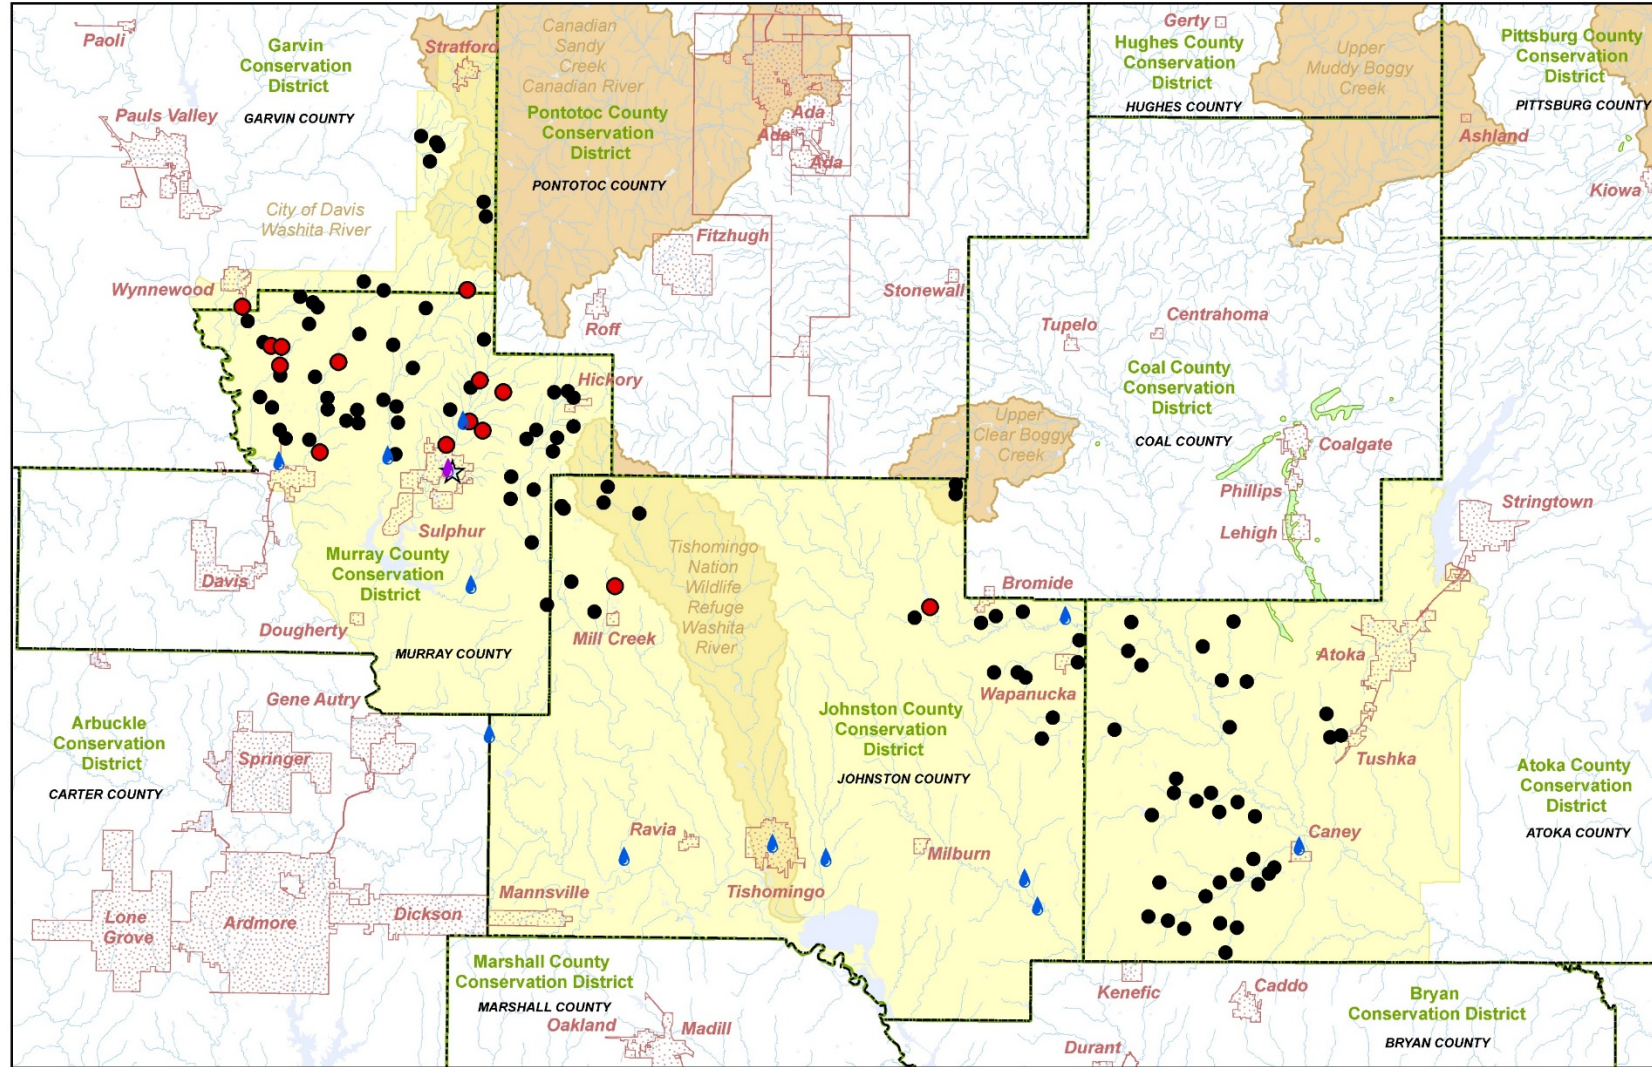 Paoli
Garvin
Conservation
District
GARVIN COUNTY
Stratford
Canadian
Sandy
Creek
Canadian River
Pontotoc County
Conservation
District
PONTOTOC COUNTY
Ada
Ada
Ada
Gerty
Hughes County
Conservation
District
HUGHES COUNTY
Upper
Muddy Boggy
Creek
Pittsburg County
Conservation
District
PITTSBURG COUNTY
Ashland
Kiowa
Pauls Valley
City of Davis
Washita River
Wynnewood
Fitzhugh
Roff
Stonewall
Tupelo
Centrahoma
Hickory
Coal County
Conservation
District
COAL COUNTY
Upper
Clear Boggy
Creek
Coalgate
Phillips
Lehigh
Stringtown
Sulphur
Davis
Murray County
Conservation
District
Dougherty
MURRAY COUNTY
Tishomingo
Nation
Wildlife
Refuge
Washita
River
Mill Creek
Bromide
Wapanucka
Atoka
Tushka
Gene Autry
Arbuckle
Conservation
District
CARTER COUNTY
Springer
Johnston County
Conservation
District
JOHNSTON COUNTY
Atoka County
Conservation
District
ATOKA COUNTY
Ravia
Tishomingo
Milburn
Caney
Mannsville
Lone
Grove
Ardmore
Dickson
Marshall County
Conservation District
MARSHALL COUNTY
Oakland
Madill
Kenefic
Caddo
Durant
Bryan
Conservation District
BRYAN COUNTY